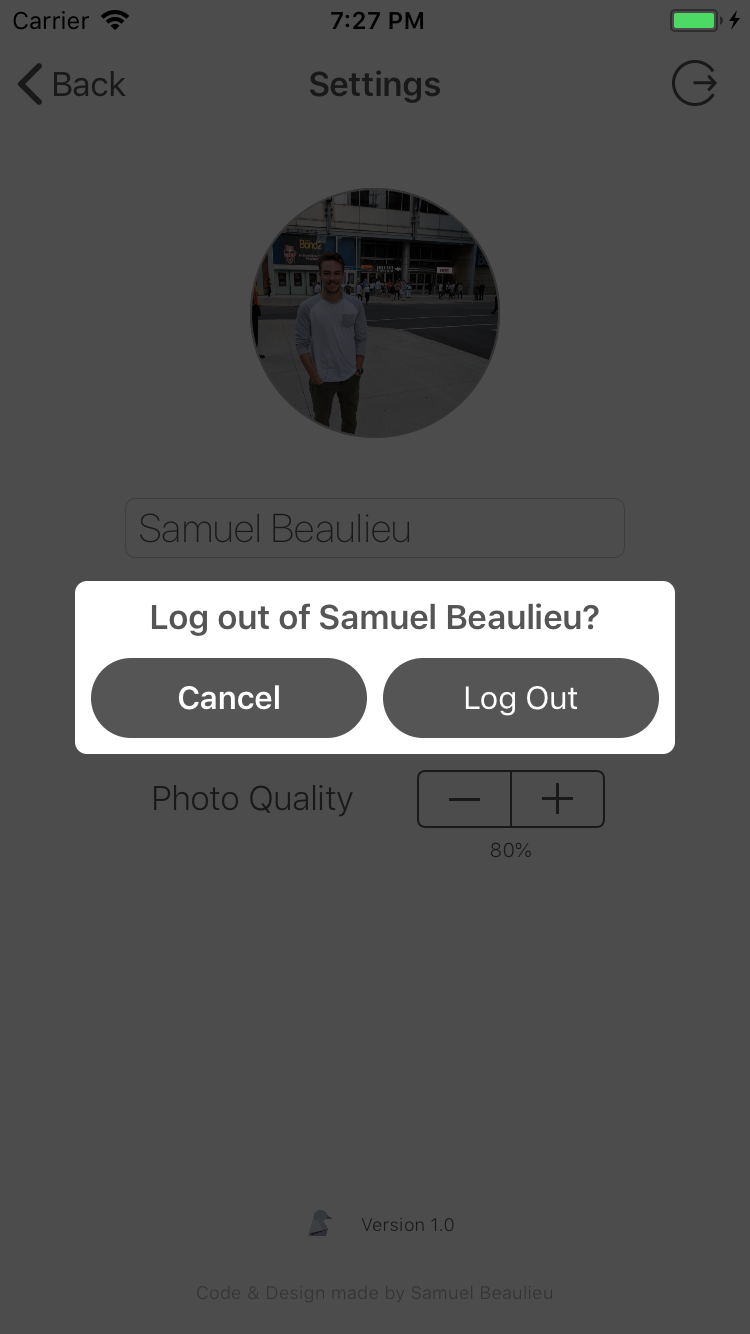 Carrier 7:27 PM
Back Settings
Samuel Beaulieu
Log out of Samuel Beaulieu?
Cancel Log Out
Photo Quality
80%
Version 1.0
Code & Design made by Samuel Beaulieu